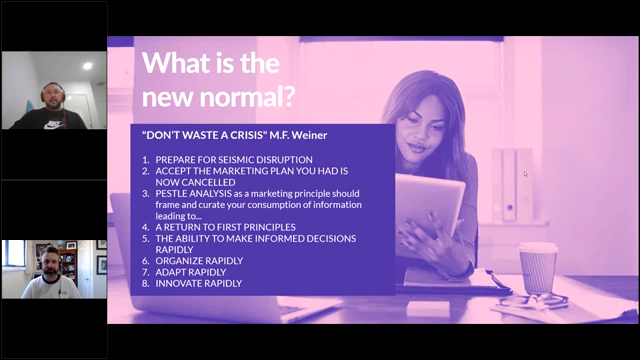 What is the
new normal?
"DON'T WASTE A CRISIS" M.F. Weiner
1. PREPARE FOR SEISMIC DISRUPTION
2. ACCEPT THE MARKETING PLAN YOU HAD IS
NOW CANCELLED
3. PESTLE ANALYSIS as a marketing principle should
frame and curate your consumption of information
leading to...
4. A RETURN TO FIRST PRINCIPLES
5. THE ABILITY TO MAKE INFORMED DECISIONS
RAPIDLY
6. ORGANIZE RAPIDLY
7. ADAPT RAPIDLY
8. INNOVATE RAPIDLY